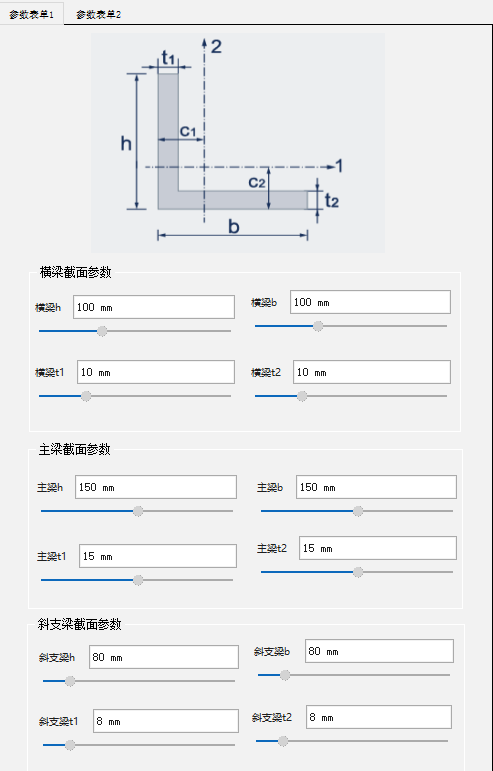 参数表单1 参数表单2
2
t1
h
c1
1
c2
t2
b
横梁截面参数
横梁h 100 mm 横梁b 100 mm
横梁t1 10 mm 横梁t2 10 mm
主梁截面参数
主梁h 150 mm 主梁b 150 mm
主梁t1 15 mm 主梁t2 15 mm
斜支梁截面参数
斜支梁h 80 mm 斜支梁b 80 mm
斜支梁t1 8 mm 斜支梁t2 8 mm